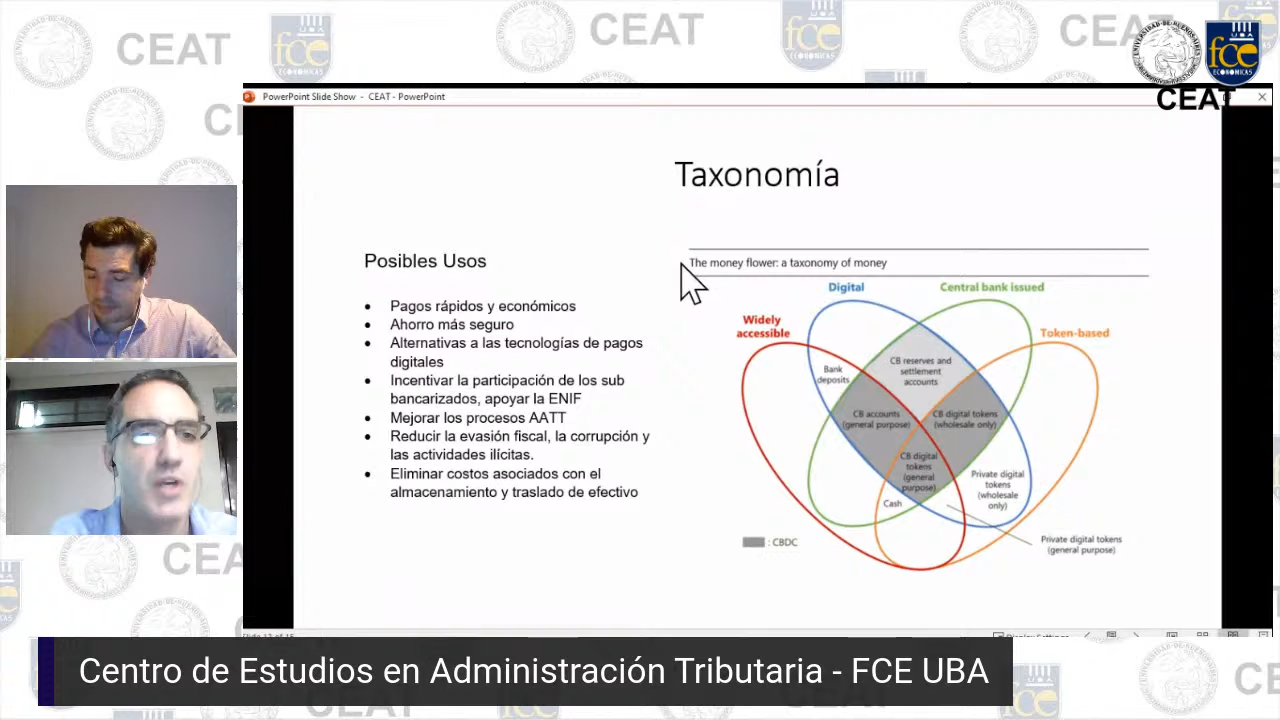 CEAT
fce
UBA
ECONOMICAS
CEAT
PowerPoint Slide Show - CEAT - PowerPoint
Taxonomía
Posibles Usos
• Pagos rápidos y económicos
• Ahorro más seguro
• Alternativas a las tecnologías de pagos
digitales
• Incentivar la participación de los sub
bancarizados, apoyar la ENIF
• Mejorar los procesos AATT
• Reducir la evasión fiscal, la corrupción y
las actividades ilícitas.
• Eliminar costos asociados con el
almacenamiento y traslado de efectivo
The money flower: a taxonomy of money
Digital
Central bank issued
Widely
accessible
Token-based
CB reserves and
settlement
accounts
Bank
deposits
CB accounts
(general purpose)
CB digital tokens
(wholesale only)
CB digital
tokens
(general
purpose)
Private digital
tokens
(wholesale
only)
Cash
Private digital tokens
(general purpose)
: CBDC
Centro de Estudios en Administración Tributaria - FCE UBA